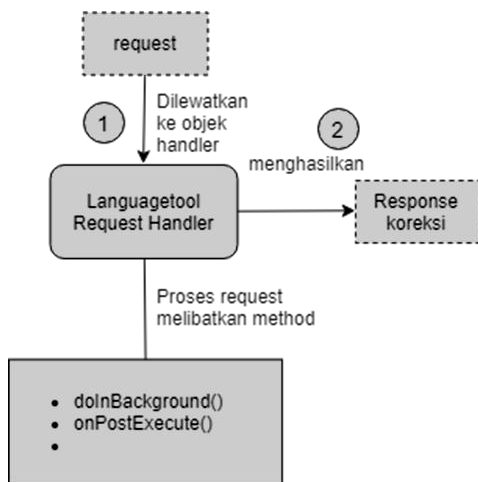 request
1
Dilewatkan
ke objek
handler
2
menghasilkan
Languagetool
Request Handler
Response
koreksi
Proses request
melibatkan method
• doInBackground()
• onPostExecute()
•